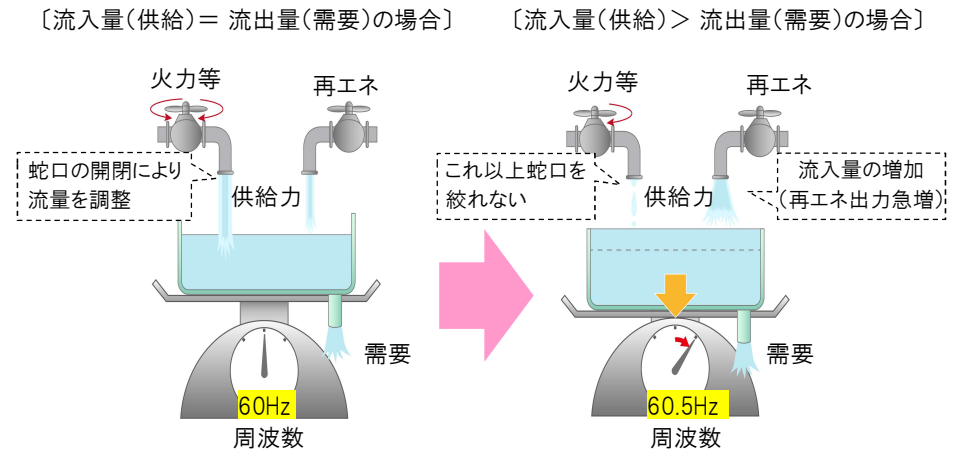 〔流入量(供給)＝ 流出量(需要)の場合〕
火力等
再エネ
蛇口の開閉により
流量を調整
供給力
需要
60Hz
周波数
〔流入量(供給)＞ 流出量(需要)の場合〕
火力等
再エネ
これ以上蛇口を
絞れない
供給力
流入量の増加
(再エネ出力急増)
需要
60.5Hz
周波数